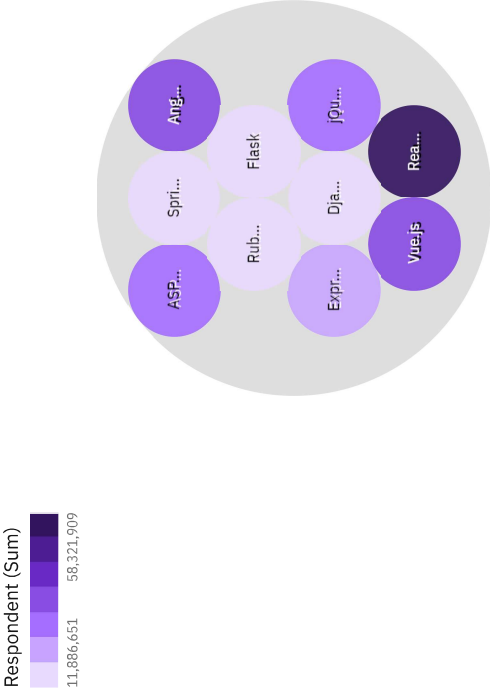 Respondent (Sum)
11,886,651
58,321,909
ASP...
Spri...
Ang...
Rub...
Flask
Expr...
Dja...
jQu...
Vue.js
Rea...